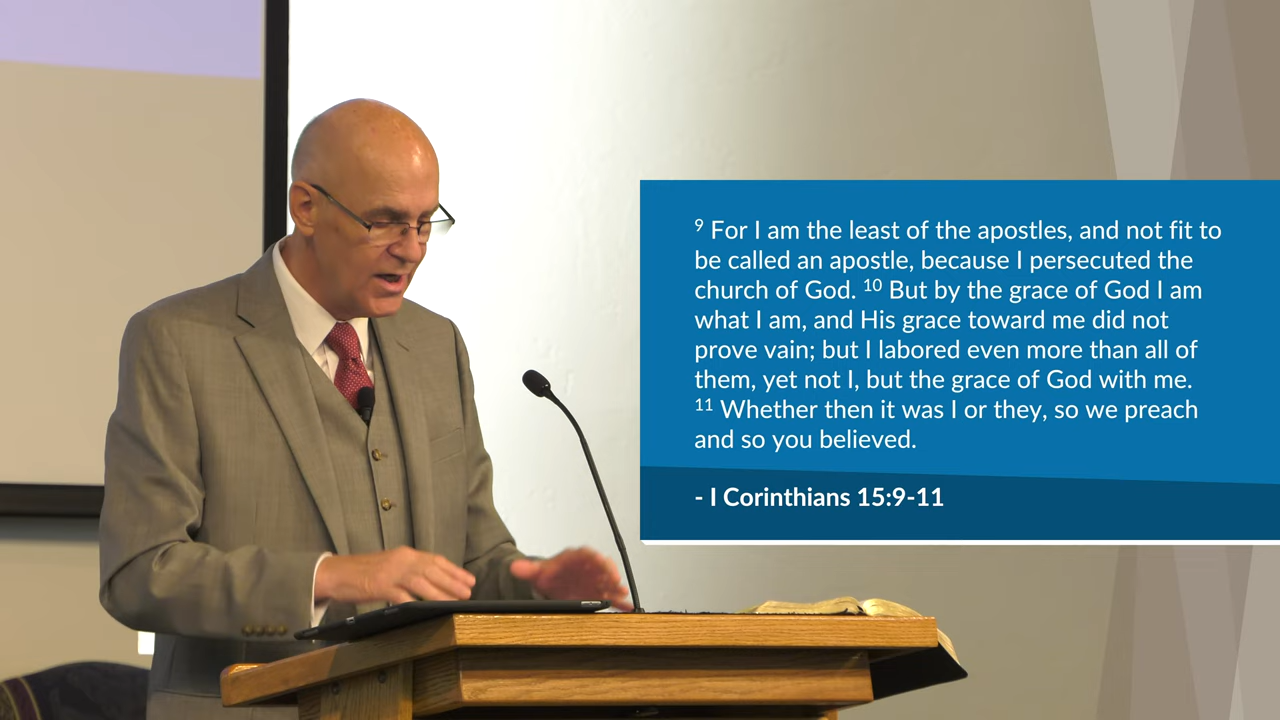 ⁹ For I am the least of the apostles, and not fit to
be called an apostle, because I persecuted the
church of God. ¹⁰ But by the grace of God I am
what I am, and His grace toward me did not
prove vain; but I labored even more than all of
them, yet not I, but the grace of God with me.
¹¹ Whether then it was I or they, so we preach
and so you believed.
- I Corinthians 15:9-11